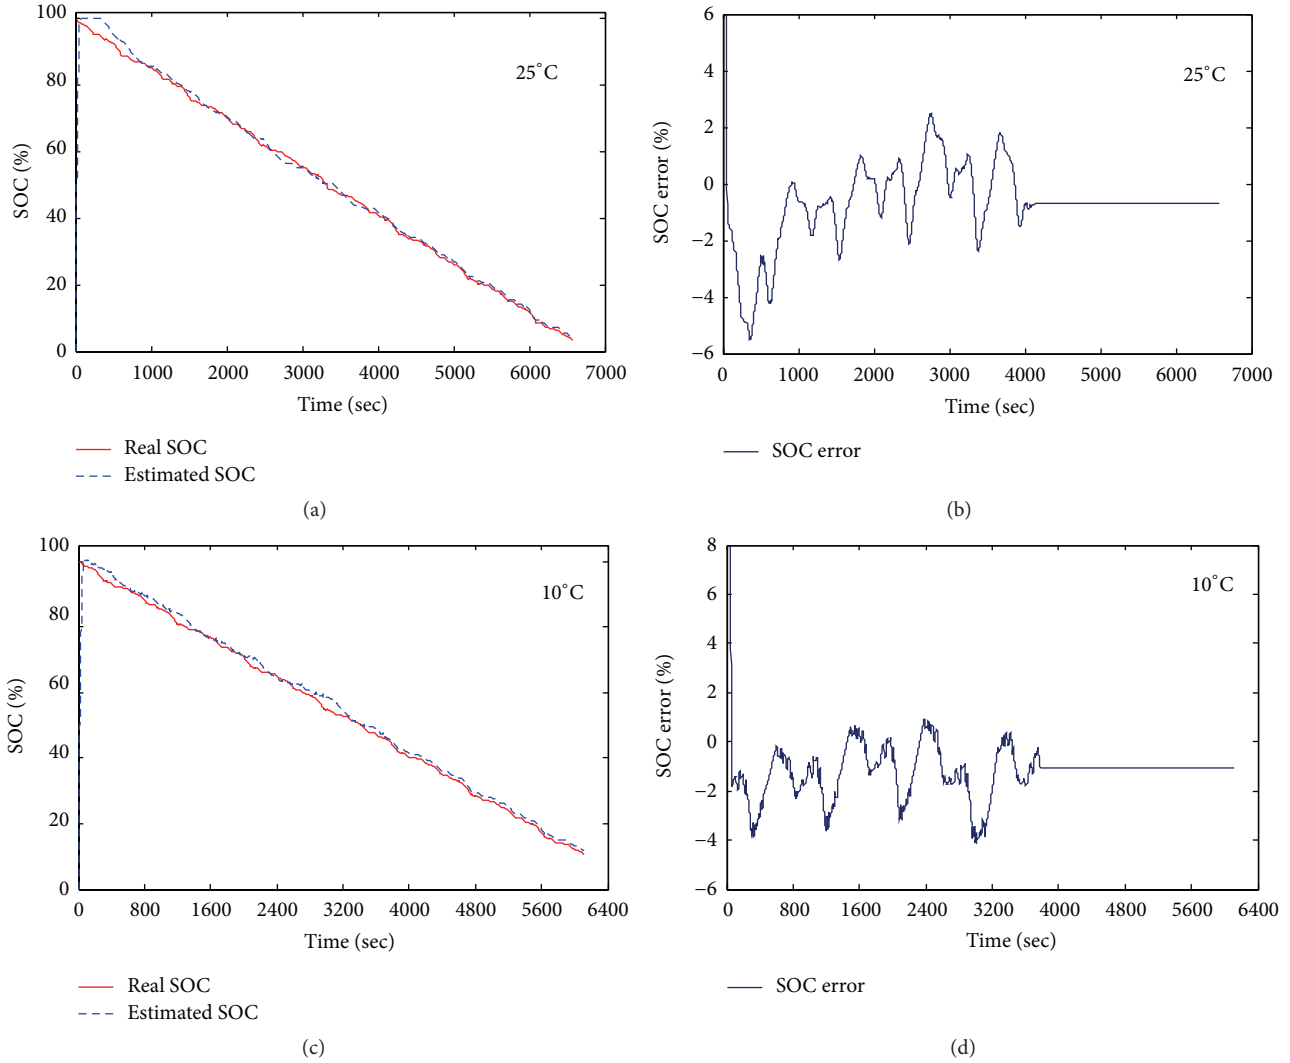 100
80
60
40
20
0
SOC (%)
25°C
0 1000 2000 3000 4000 5000 6000 7000
Time (sec)
Real SOC
Estimated SOC
(a)
6
4
2
0
−2
−4
−6
SOC error (%)
25°C
0 1000 2000 3000 4000 5000 6000 7000
Time (sec)
SOC error
(b)
100
80
60
40
20
0
SOC (%)
10°C
0 800 1600 2400 3200 4000 4800 5600 6400
Time (sec)
Real SOC
Estimated SOC
(c)
8
6
4
2
0
−2
−4
−6
SOC error (%)
10°C
0 800 1600 2400 3200 4000 4800 5600 6400
Time (sec)
SOC error
(d)